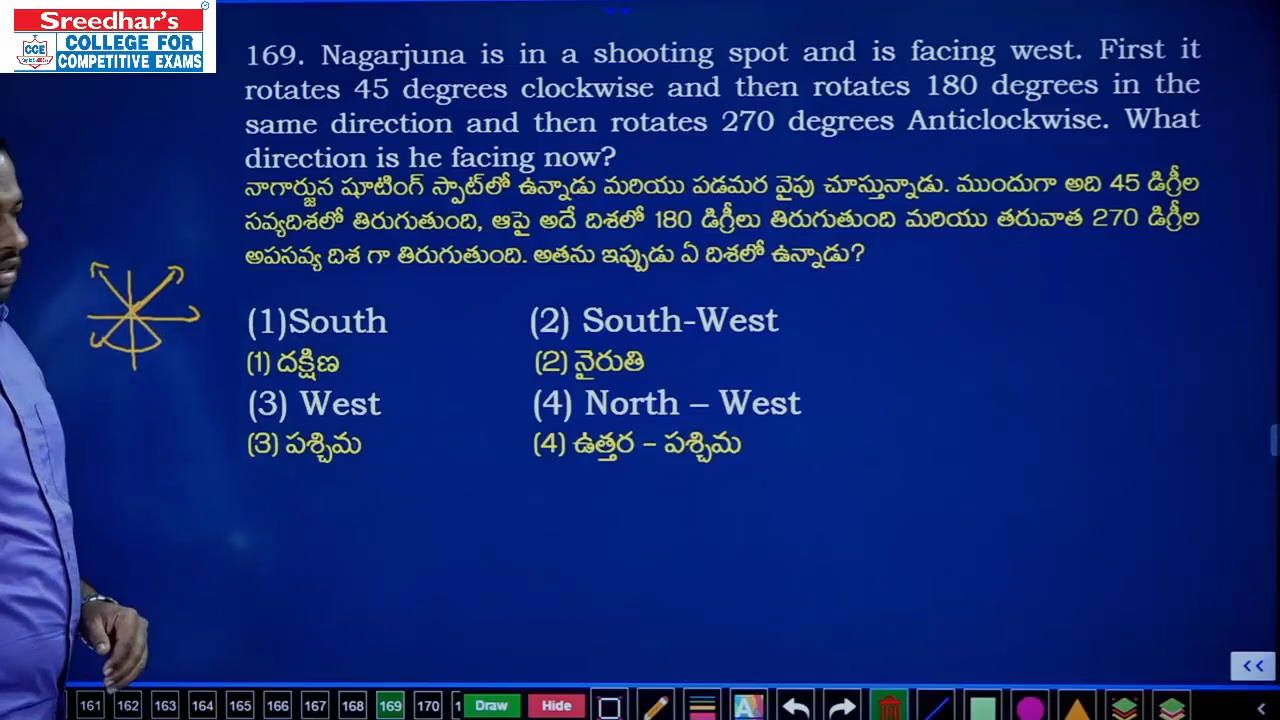 Sreedhar's
CCE
COLLEGE FOR
COMPETITIVE EXAMS
169. Nagarjuna is in a shooting spot and is facing west. First it
rotates 45 degrees clockwise and then rotates 180 degrees in the
same direction and then rotates 270 degrees Anticlockwise. What
direction is he facing now?
నాగార్జున షూటింగ్ స్పాట్‌లో ఉన్నాడు మరియు పడమర వైపు చూస్తున్నాడు. ముందుగా అది 45 డిగ్రీల
సవ్యదిశలో తిరుగుతుంది, ఆపై అదే దిశలో 180 డిగ్రీలు తిరుగుతుంది మరియు తరువాత 270 డిగ్రీల
అపసవ్య దిశ గా తిరుగుతుంది. అతను ఇప్పుడు ఏ దిశలో ఉన్నాడు?
(1)South (2) South-West
(1) దక్షిణ (2) నైరుతి
(3) West (4) North – West
(3) పశ్చిమ (4) ఉత్తర – పశ్చిమ
161 162 163 164 165 166 167 168 169 170 1 Draw Hide
<<